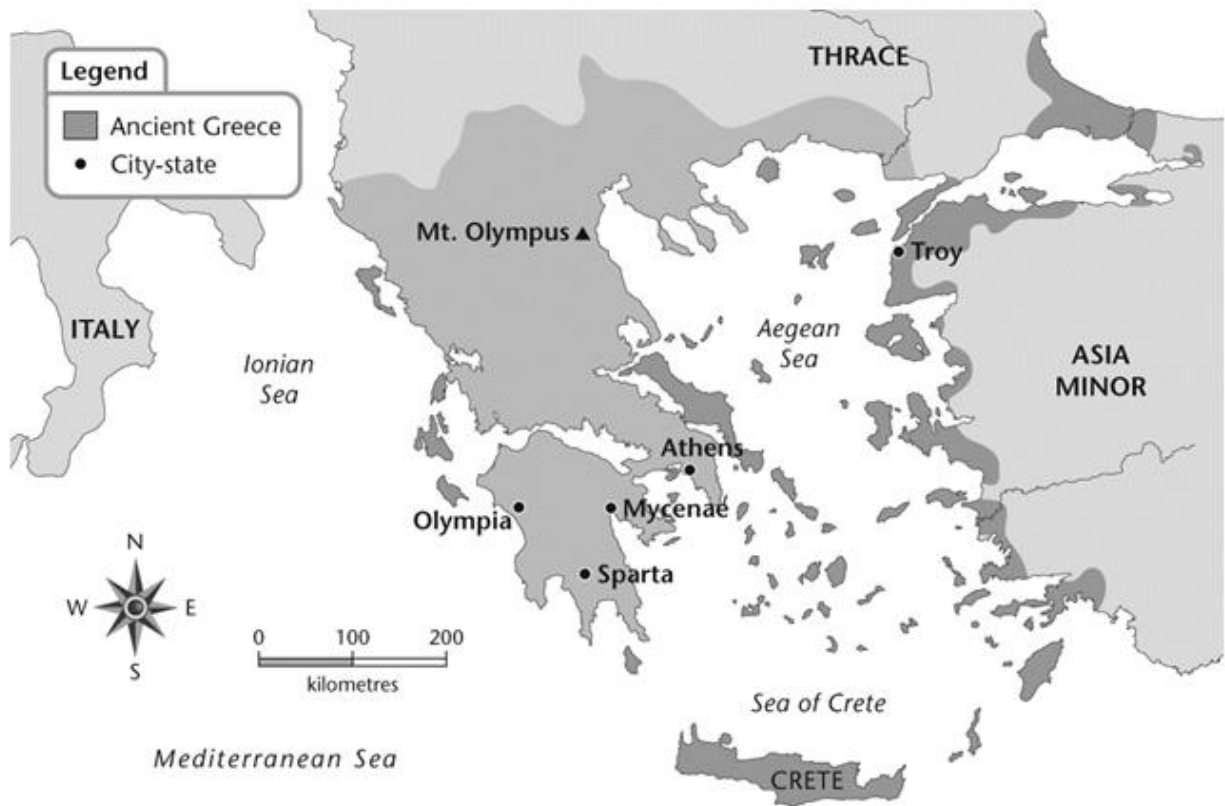 Legend
Ancient Greece
City-state
THRACE
Mt. Olympus
Troy
ITALY
Ionian
Sea
Aegean
Sea
ASIA
MINOR
Athens
Olympia
Mycenae
Sparta
N
W
E
S
0 100 200
kilometres
Sea of Crete
Mediterranean Sea
CRETE